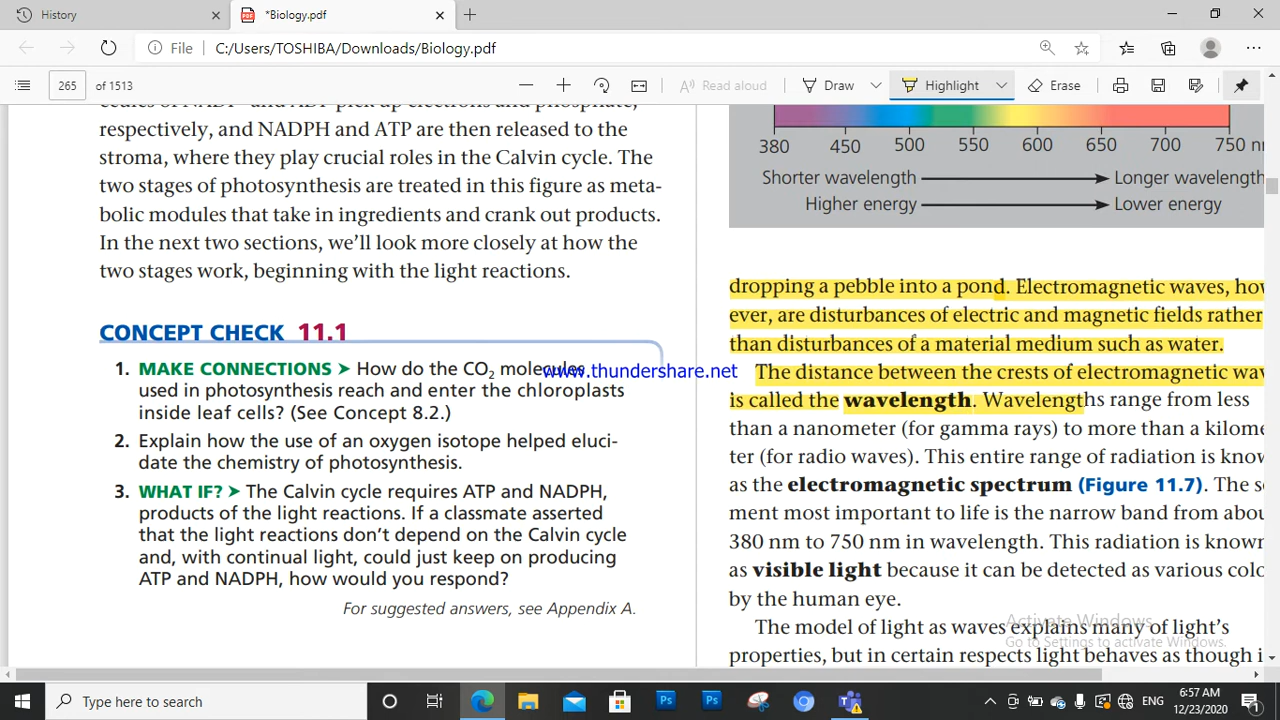 History
*Biology.pdf
File
C:/Users/TOSHIBA/Downloads/Biology.pdf
265 of 1513
Read aloud
Draw
Highlight
Erase
respectively, and NADPH and ATP are then released to the
stroma, where they play crucial roles in the Calvin cycle. The
two stages of photosynthesis are treated in this figure as meta-
bolic modules that take in ingredients and crank out products.
In the next two sections, we'll look more closely at how the
two stages work, beginning with the light reactions.
CONCEPT CHECK 11.1
1. MAKE CONNECTIONS ➤ How do the CO₂ molecules
used in photosynthesis reach and enter the chloroplasts
inside leaf cells? (See Concept 8.2.)
2. Explain how the use of an oxygen isotope helped eluci-
date the chemistry of photosynthesis.
3. WHAT IF? ➤ The Calvin cycle requires ATP and NADPH,
products of the light reactions. If a classmate asserted
that the light reactions don't depend on the Calvin cycle
and, with continual light, could just keep on producing
ATP and NADPH, how would you respond?
For suggested answers, see Appendix A.
www.thundershare.net
380 450 500 550 600 650 700 750 n
Shorter wavelength Longer wavelength
Higher energy Lower energy
dropping a pebble into a pond. Electromagnetic waves, how
ever, are disturbances of electric and magnetic fields rather
than disturbances of a material medium such as water.
The distance between the crests of electromagnetic wav
is called the wavelength. Wavelengths range from less
than a nanometer (for gamma rays) to more than a kilome
ter (for radio waves). This entire range of radiation is know
as the electromagnetic spectrum (Figure 11.7). The s
ment most important to life is the narrow band from abou
380 nm to 750 nm in wavelength. This radiation is known
as visible light because it can be detected as various colo
by the human eye.
The model of light as waves explains many of light's
properties, but in certain respects light behaves as though i
Activate Windows
Go to Settings to activate Windows.
Type here to search
ENG
6:57 AM
12/23/2020
1